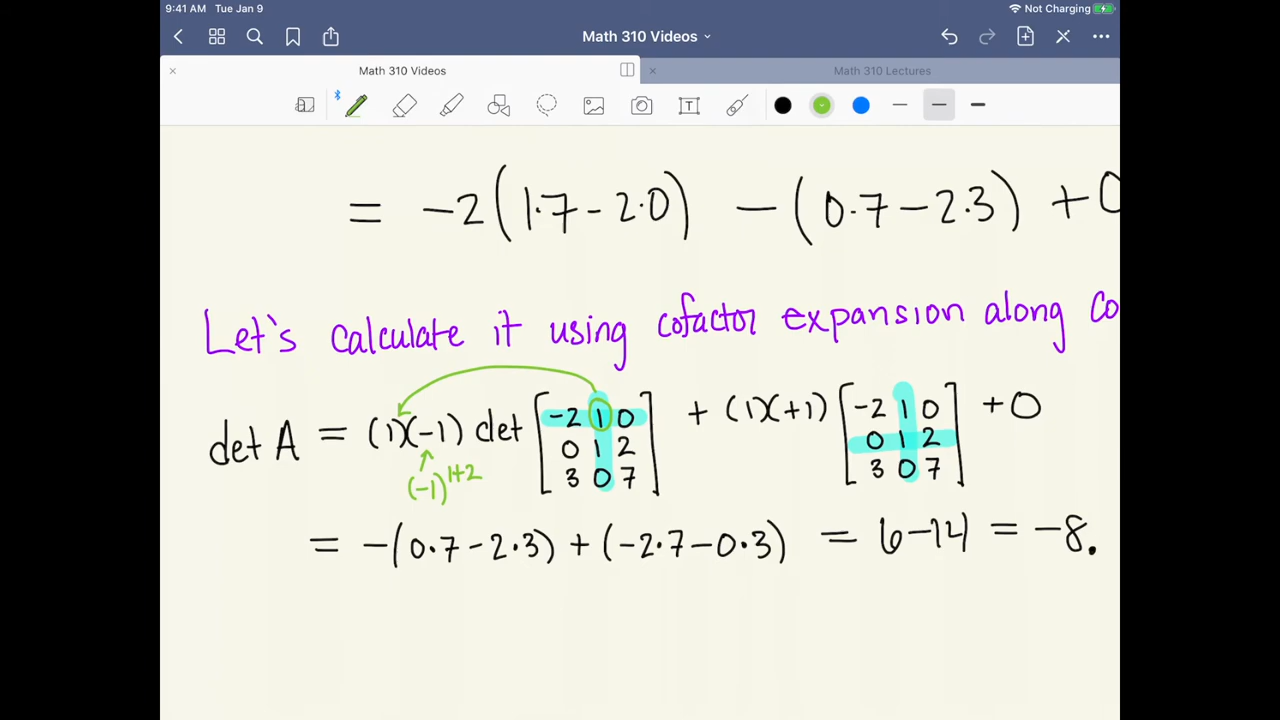 9:41 AM Tue Jan 9
Not Charging
Math 310 Videos
Math 310 Videos
Math 310 Lectures
= -2(1·7-2·0) -(0·7-2·3) +0
Let's calculate it using cofactor expansion along co
det A = (1)(-1) det [-2 1 0
0 1 2
3 0 7] + (1)(+1) [-2 1 0
0 1 2
3 0 7] +0
(-1)^{1+2}
= -(0·7-2·3) + (-2·7-0·3) = 6-14 = -8.